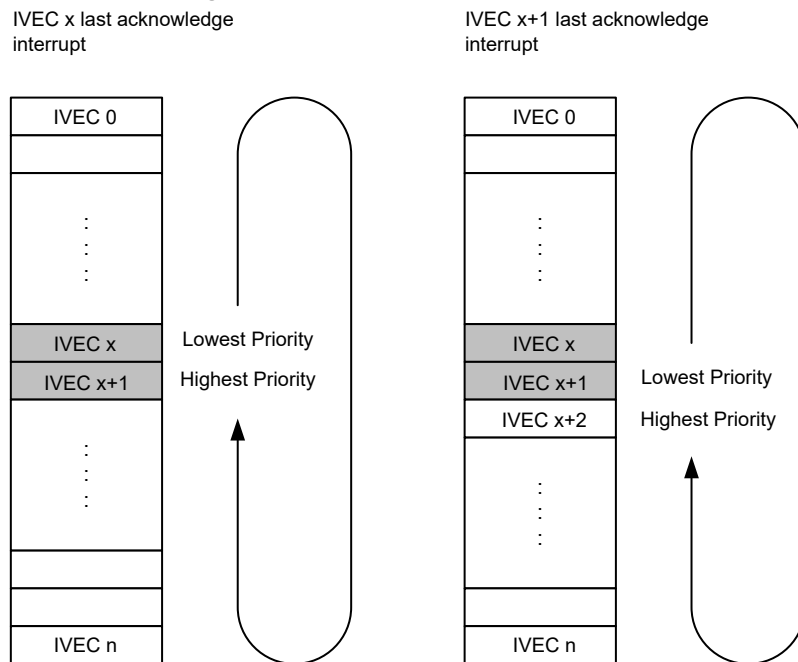 IVEC x last acknowledge
interrupt
IVEC 0
:
:
IVEC x
Lowest Priority
IVEC x+1
Highest Priority
:
:
IVEC n
IVEC x+1 last acknowledge
interrupt
IVEC 0
:
:
IVEC x
IVEC x+1
Lowest Priority
IVEC x+2
Highest Priority
:
:
IVEC n